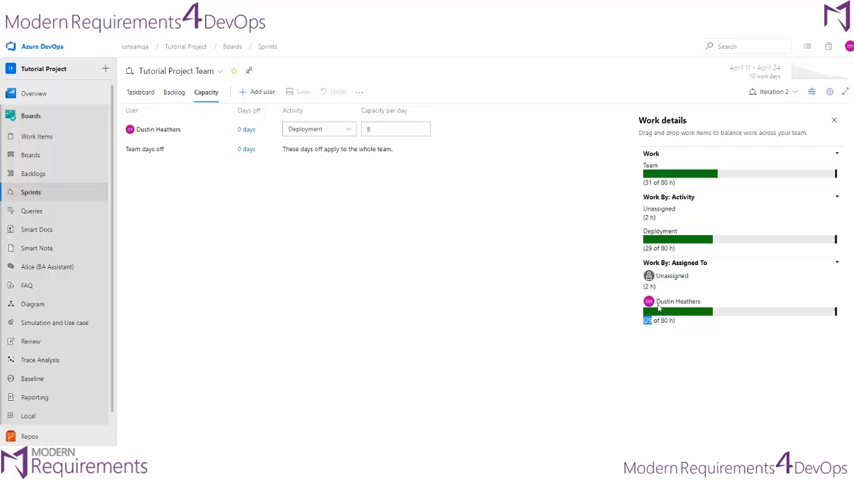 Modern Requirements4DevOps
Azure DevOps
usteamqa / Tutorial Project / Boards / Sprints
Search
DH
TP Tutorial Project +
Tutorial Project Team
April 11 - April 24
10 work days
Taskboard Backlog Capacity + Add user Save Undo ...
Iteration 2
Overview
Boards
Work Items
Boards
Backlogs
Sprints
Queries
Smart Docs
Smart Note
Alice (BA Assistant)
FAQ
Diagram
Simulation and Use case
Review
Trace Analysis
Baseline
Reporting
Local
Repos
User Days off Activity Capacity per day
DH Dustin Heathers 0 days Deployment 8
Team days off 0 days These days off apply to the whole team.
Work details
Drag and drop work items to balance work across your team.
Work
Team
(31 of 80 h)
Work By: Activity
Unassigned
(2 h)
Deployment
(29 of 80 h)
Work By: Assigned To
Unassigned
(2 h)
DH Dustin Heathers
(29 of 80 h)
MODERN
Requirements
Modern Requirements4DevOps